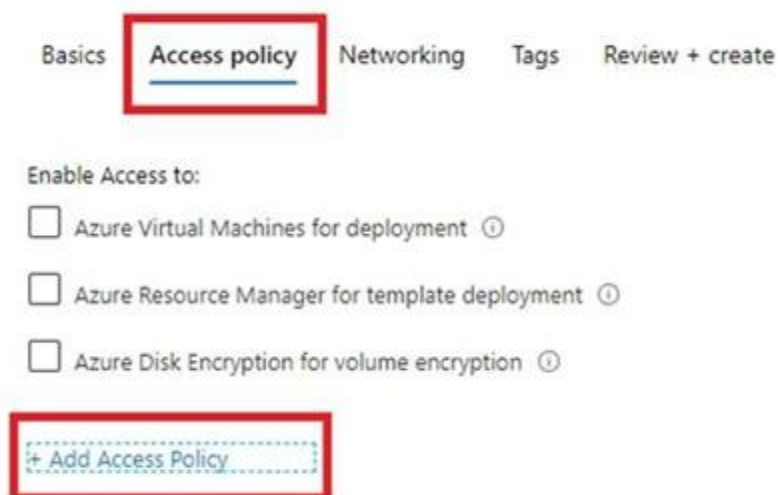 Basics Access policy Networking Tags Review + create
Enable Access to:
Azure Virtual Machines for deployment
Azure Resource Manager for template deployment
Azure Disk Encryption for volume encryption
+ Add Access Policy